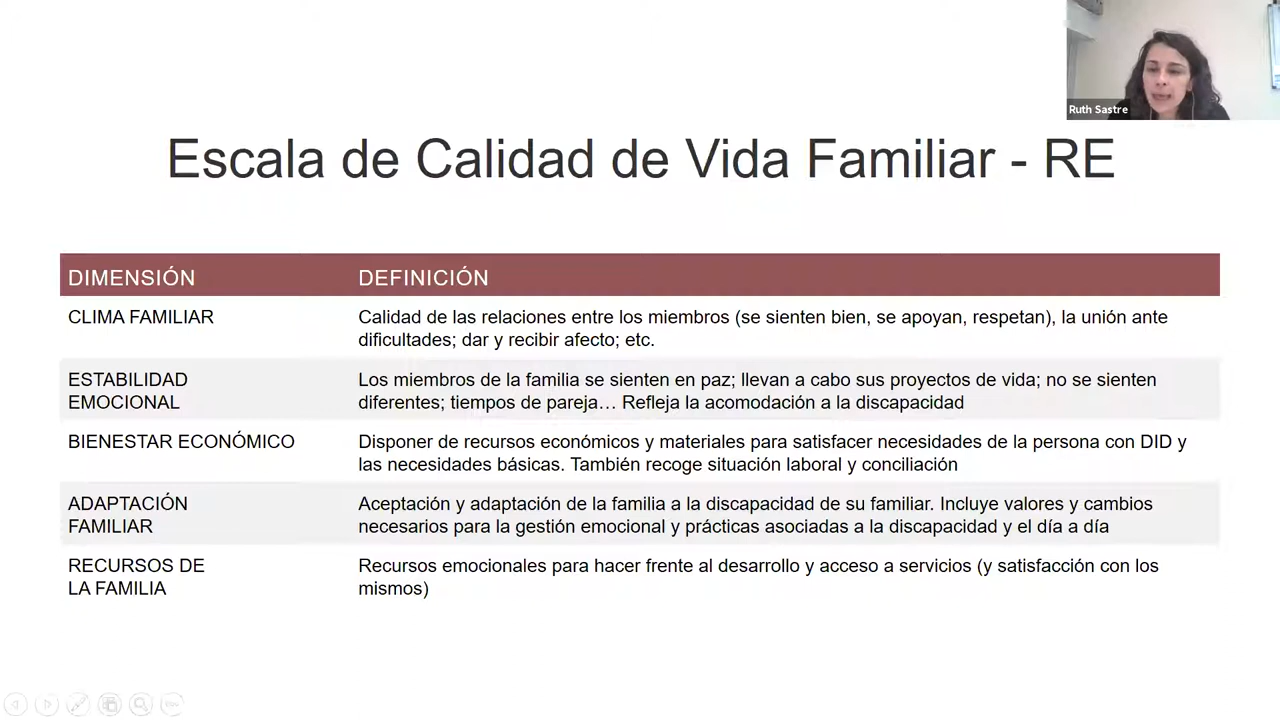 Ruth Sastre
Escala de Calidad de Vida Familiar - RE
DIMENSIÓN
DEFINICIÓN
CLIMA FAMILIAR
Calidad de las relaciones entre los miembros (se sienten bien, se apoyan, respetan), la unión ante
dificultades; dar y recibir afecto; etc.
ESTABILIDAD
EMOCIONAL
Los miembros de la familia se sienten en paz; llevan a cabo sus proyectos de vida; no se sienten
diferentes; tiempos de pareja… Refleja la acomodación a la discapacidad
BIENESTAR ECONÓMICO
Disponer de recursos económicos y materiales para satisfacer necesidades de la persona con DID y
las necesidades básicas. También recoge situación laboral y conciliación
ADAPTACIÓN
FAMILIAR
Aceptación y adaptación de la familia a la discapacidad de su familiar. Incluye valores y cambios
necesarios para la gestión emocional y prácticas asociadas a la discapacidad y el día a día
RECURSOS DE
LA FAMILIA
Recursos emocionales para hacer frente al desarrollo y acceso a servicios (y satisfacción con los
mismos)